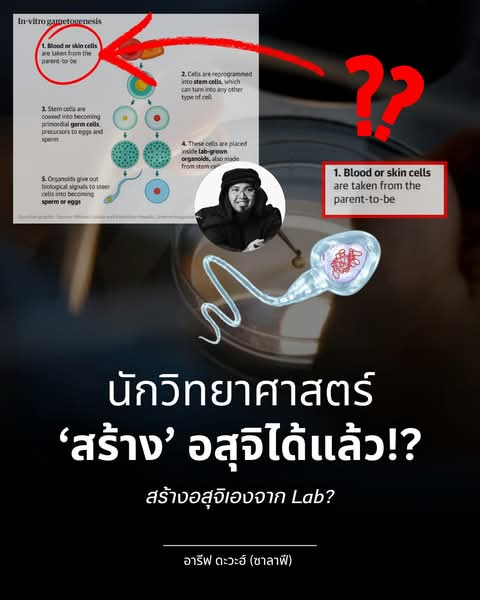 In-vitro gametogenesis
1. Blood or skin cells
are taken from the
parent-to-be
2. Cells are reprogrammed
into stem cells, which
can turn into any other
type of cell
3. Stem cells are
coaxed into becoming
primordial germ cells,
precursors to eggs and
sperm
4. These cells are placed
inside lab-grown
organoids, also made
from stem
5. Organoids give out
biological signals to steer
cells into becoming
sperm or eggs
??
1. Blood or skin cells
are taken from the
parent-to-be
นักวิทยาศาสตร์
‘สร้าง’ อสุจิได้แล้ว!?
สร้างอสุจิเองจาก Lab?
อารีฟ ดะวะฮ์ (ซาลาฟี)